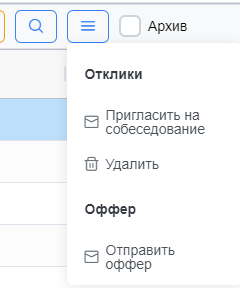 Архив
Отклики
Пригласить на
собеседование
Удалить
Оффер
Отправить
оффер